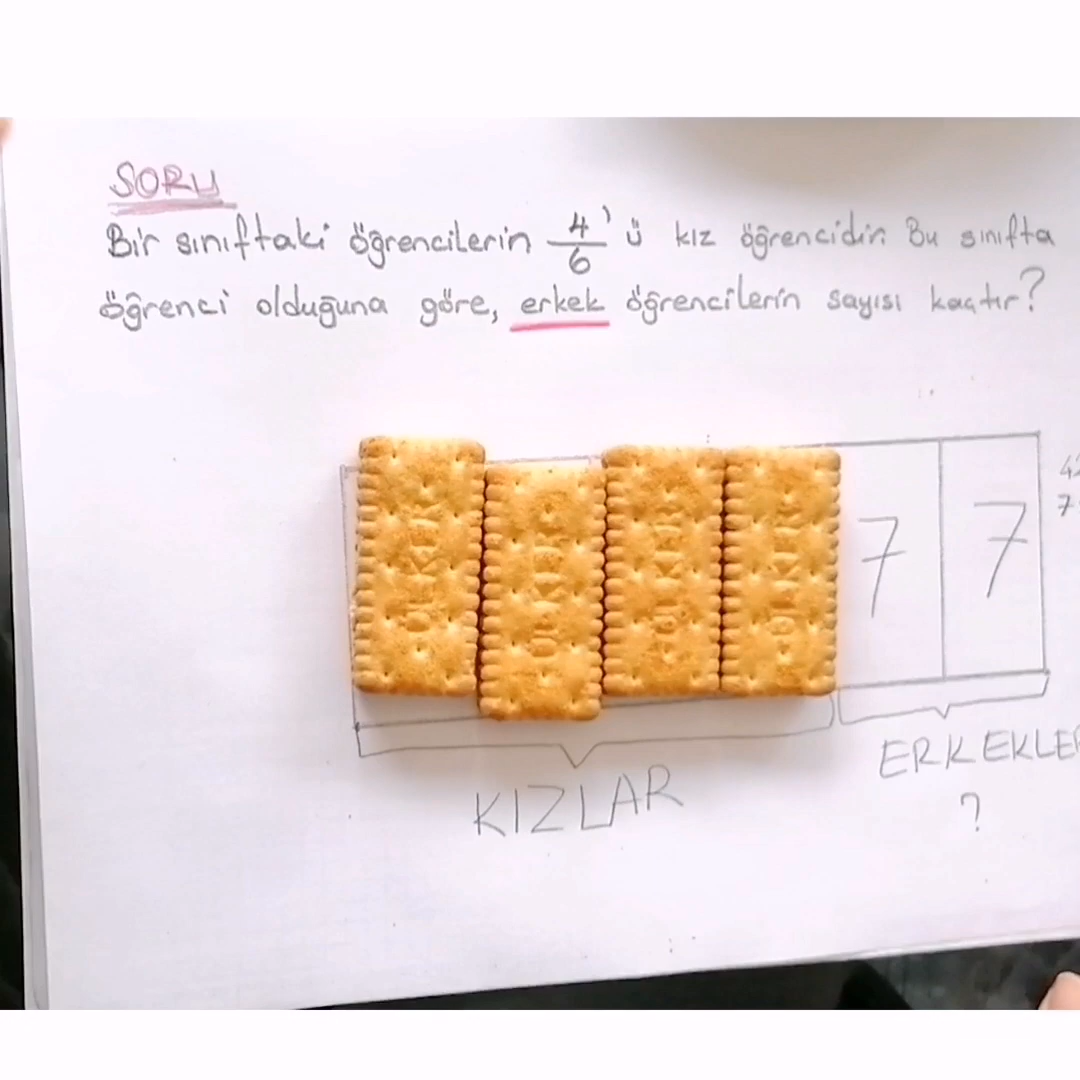 SORU
Bir sınıftaki öğrencilerin 4/6'ü kız öğrencidir. Bu sınıfta
öğrenci olduğuna göre, erkek öğrencilerin sayısı kaçtır?
7 7
KIZLAR
?